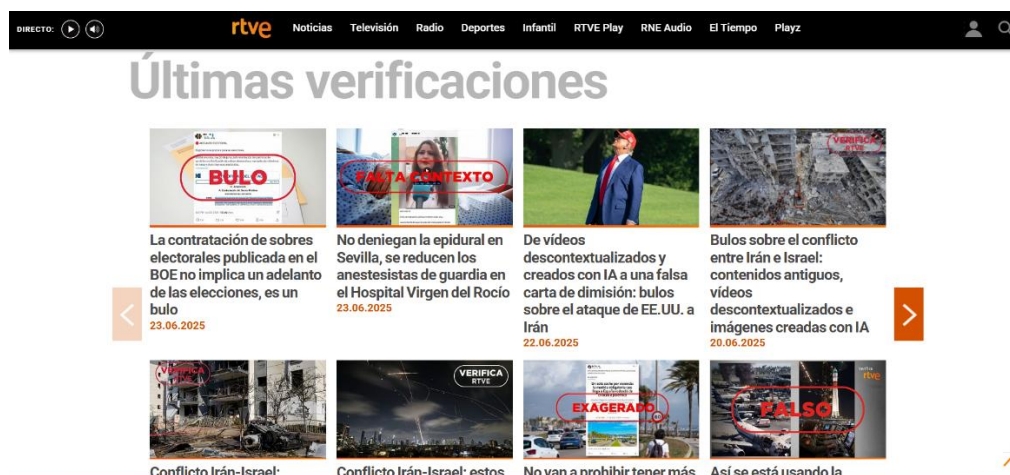 DIRECTO:
rtve
Noticias Televisión Radio Deportes Infantil RTVE Play RNE Audio El Tiempo Playz
Últimas verificaciones
BULO
La contratación de sobres
electorales publicada en el
BOE no implica un adelanto
de las elecciones, es un
bulo
23.06.2025
FALTA CONTEXTO
No deniegan la epidural en
Sevilla, se reducen los
anestesistas de guardia en
el Hospital Virgen del Rocío
23.06.2025
De vídeos
descontextualizados y
creados con IA a una falsa
carta de dimisión: bulos
sobre el ataque de EE.UU. a
Irán
22.06.2025
VERIFICA
RTVE
Bulos sobre el conflicto
entre Irán e Israel:
contenidos antiguos,
vídeos
descontextualizados e
imágenes creadas con IA
20.06.2025
VERIFICA
RTVE
Conflicto Irán-Israel:
VERIFICA
RTVE
Conflicto Irán-Israel: estos
EXAGERADO
No van a prohibir tener más
rtve
FALSO
Así se está usando la